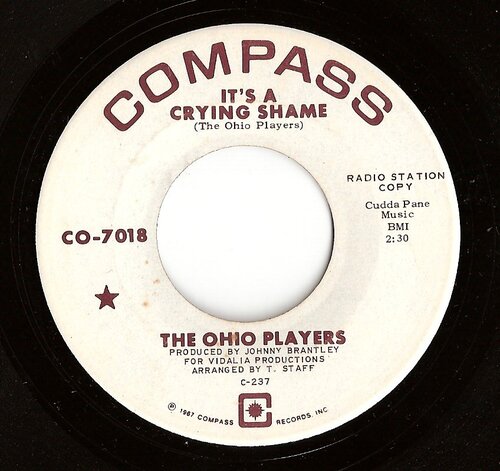 COMPASS
IT'S A
CRYING SHAME
(The Ohio Players)
RADIO STATION
COPY
Cudda Pane
Music
BMI
2:30
CO-7018
THE OHIO PLAYERS
PRODUCED BY JOHNNY BRANTLEY
FOR VIDALIA PRODUCTIONS
ARRANGED BY T. STAFF
C-237
℗ 1967 COMPASS RECORDS, INC